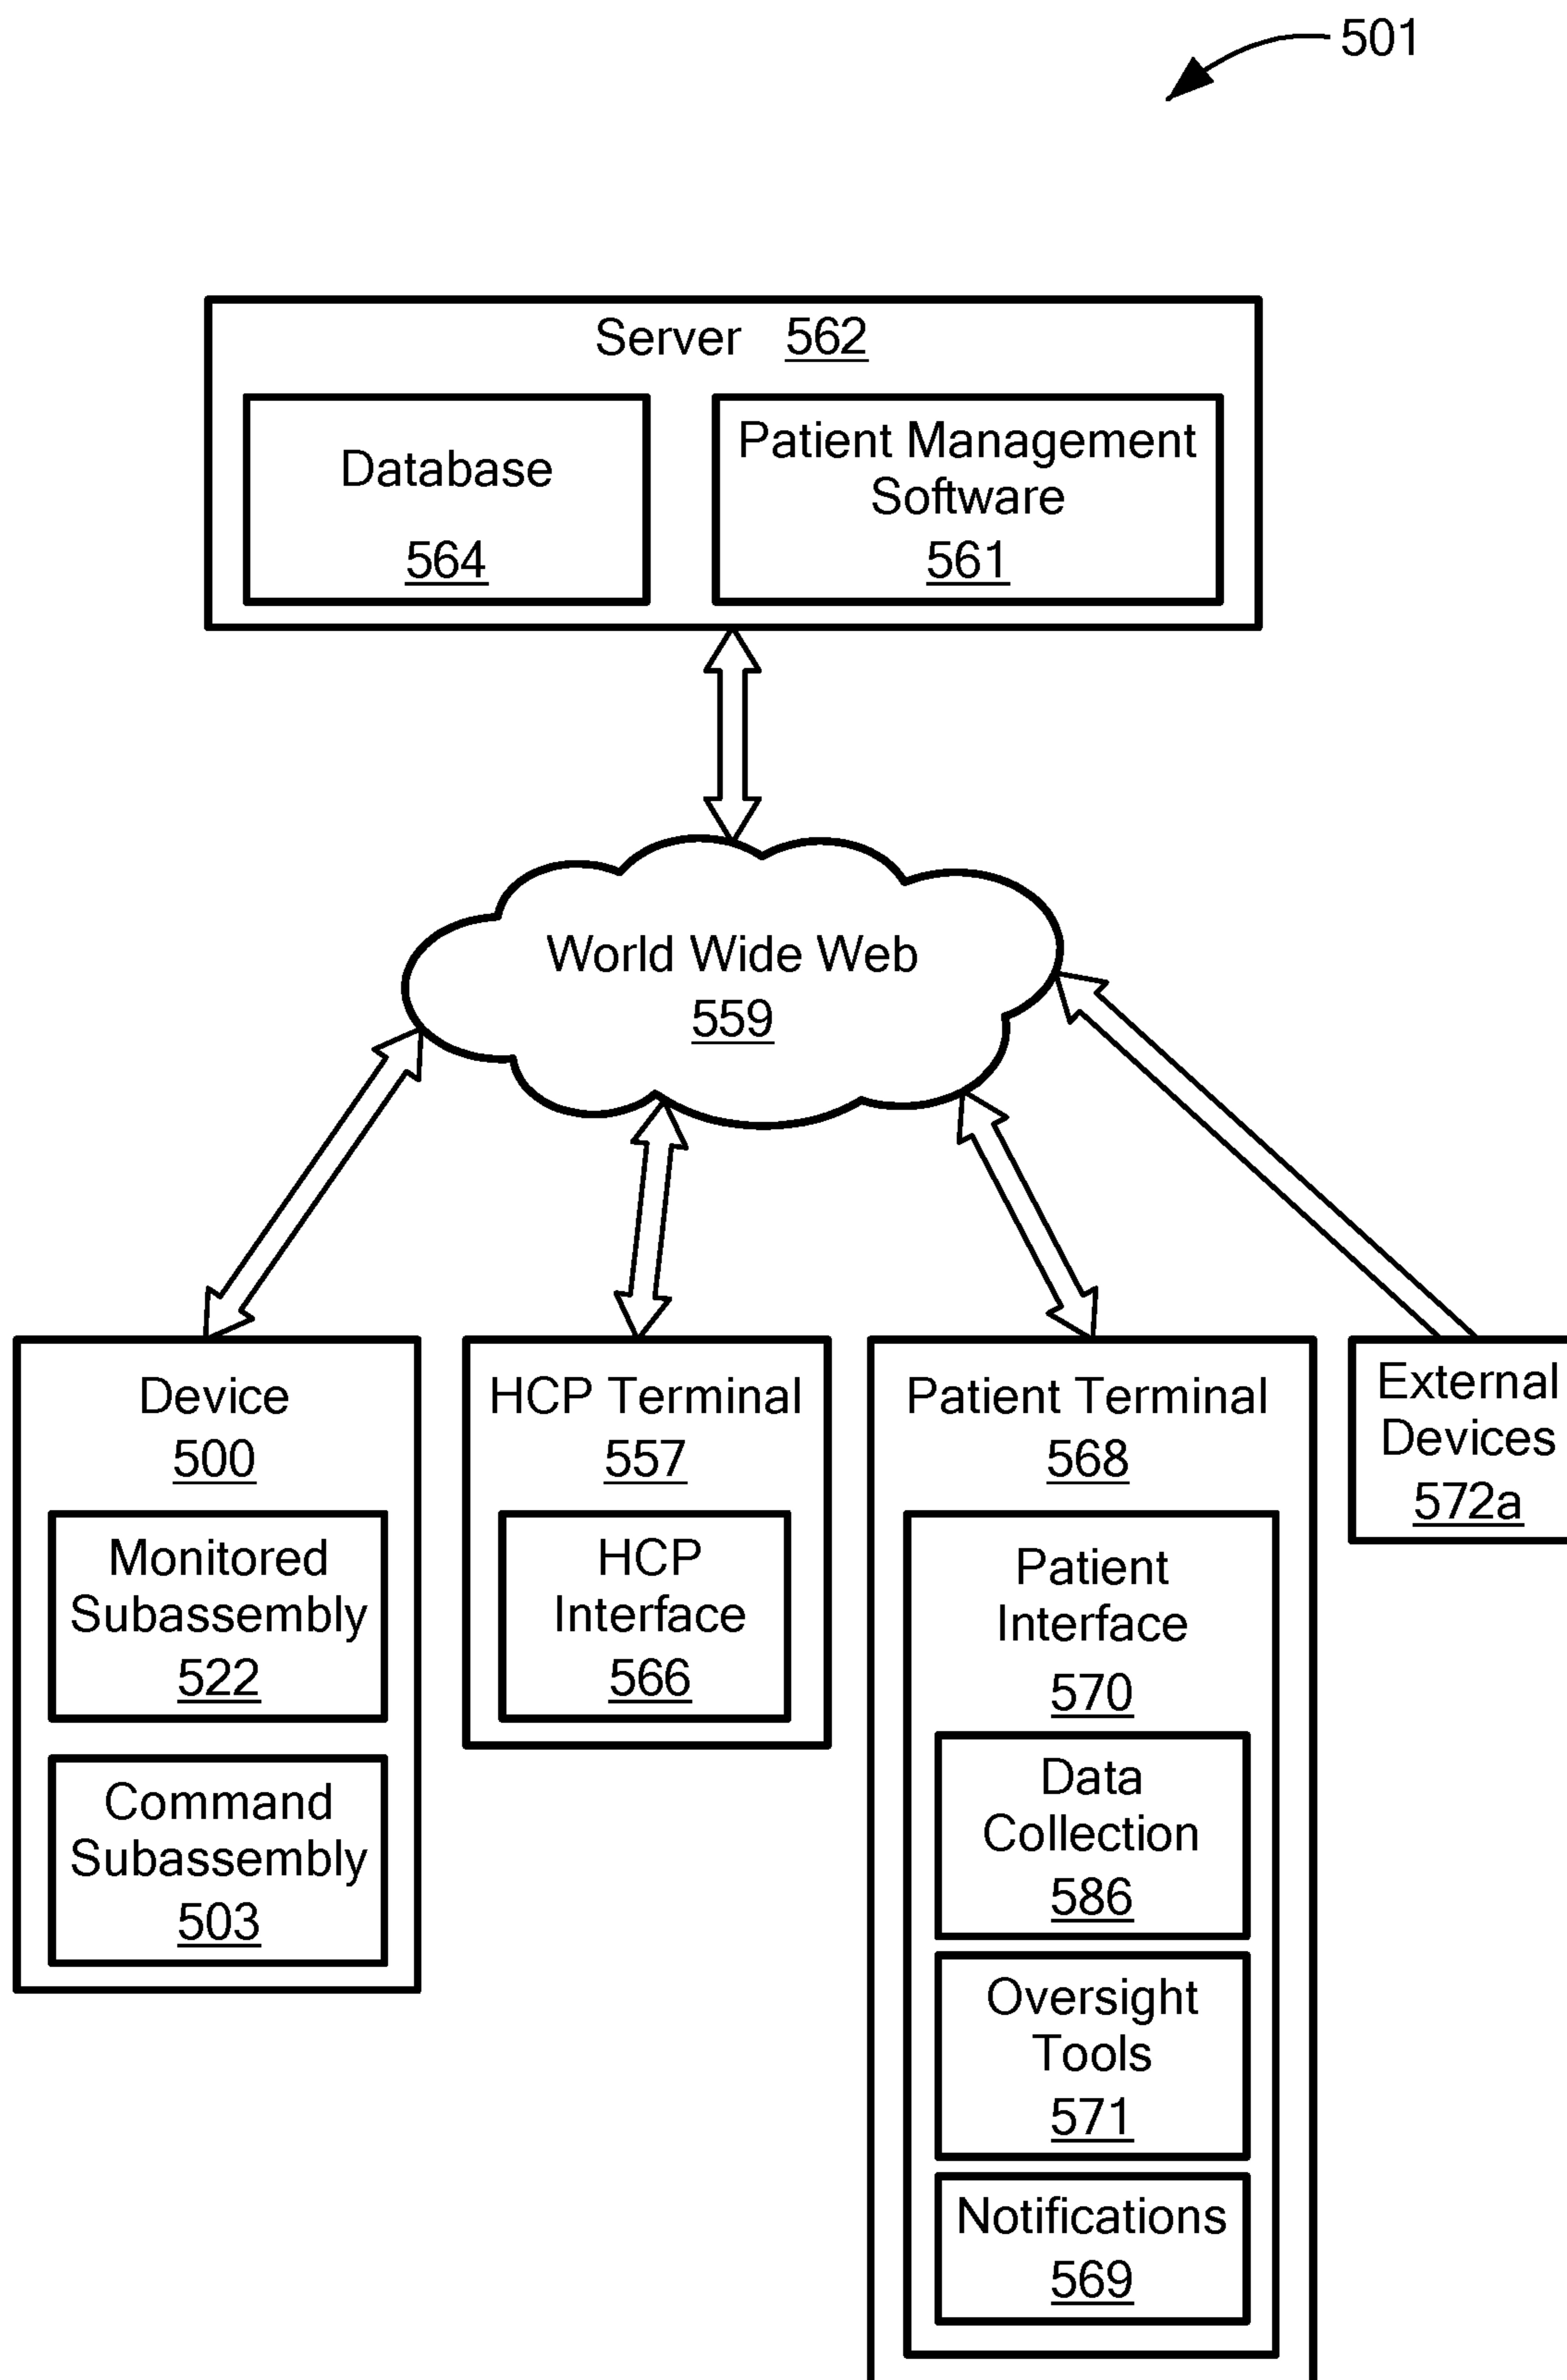 501
Server 562
Database
564
Patient Management
Software
561
World Wide Web
559
Device
500
Monitored
Subassembly
522
Command
Subassembly
503
HCP Terminal
557
HCP
Interface
566
Patient Terminal
568
Patient
Interface
570
Data
Collection
586
Oversight
Tools
571
Notifications
569
External
Devices
572a